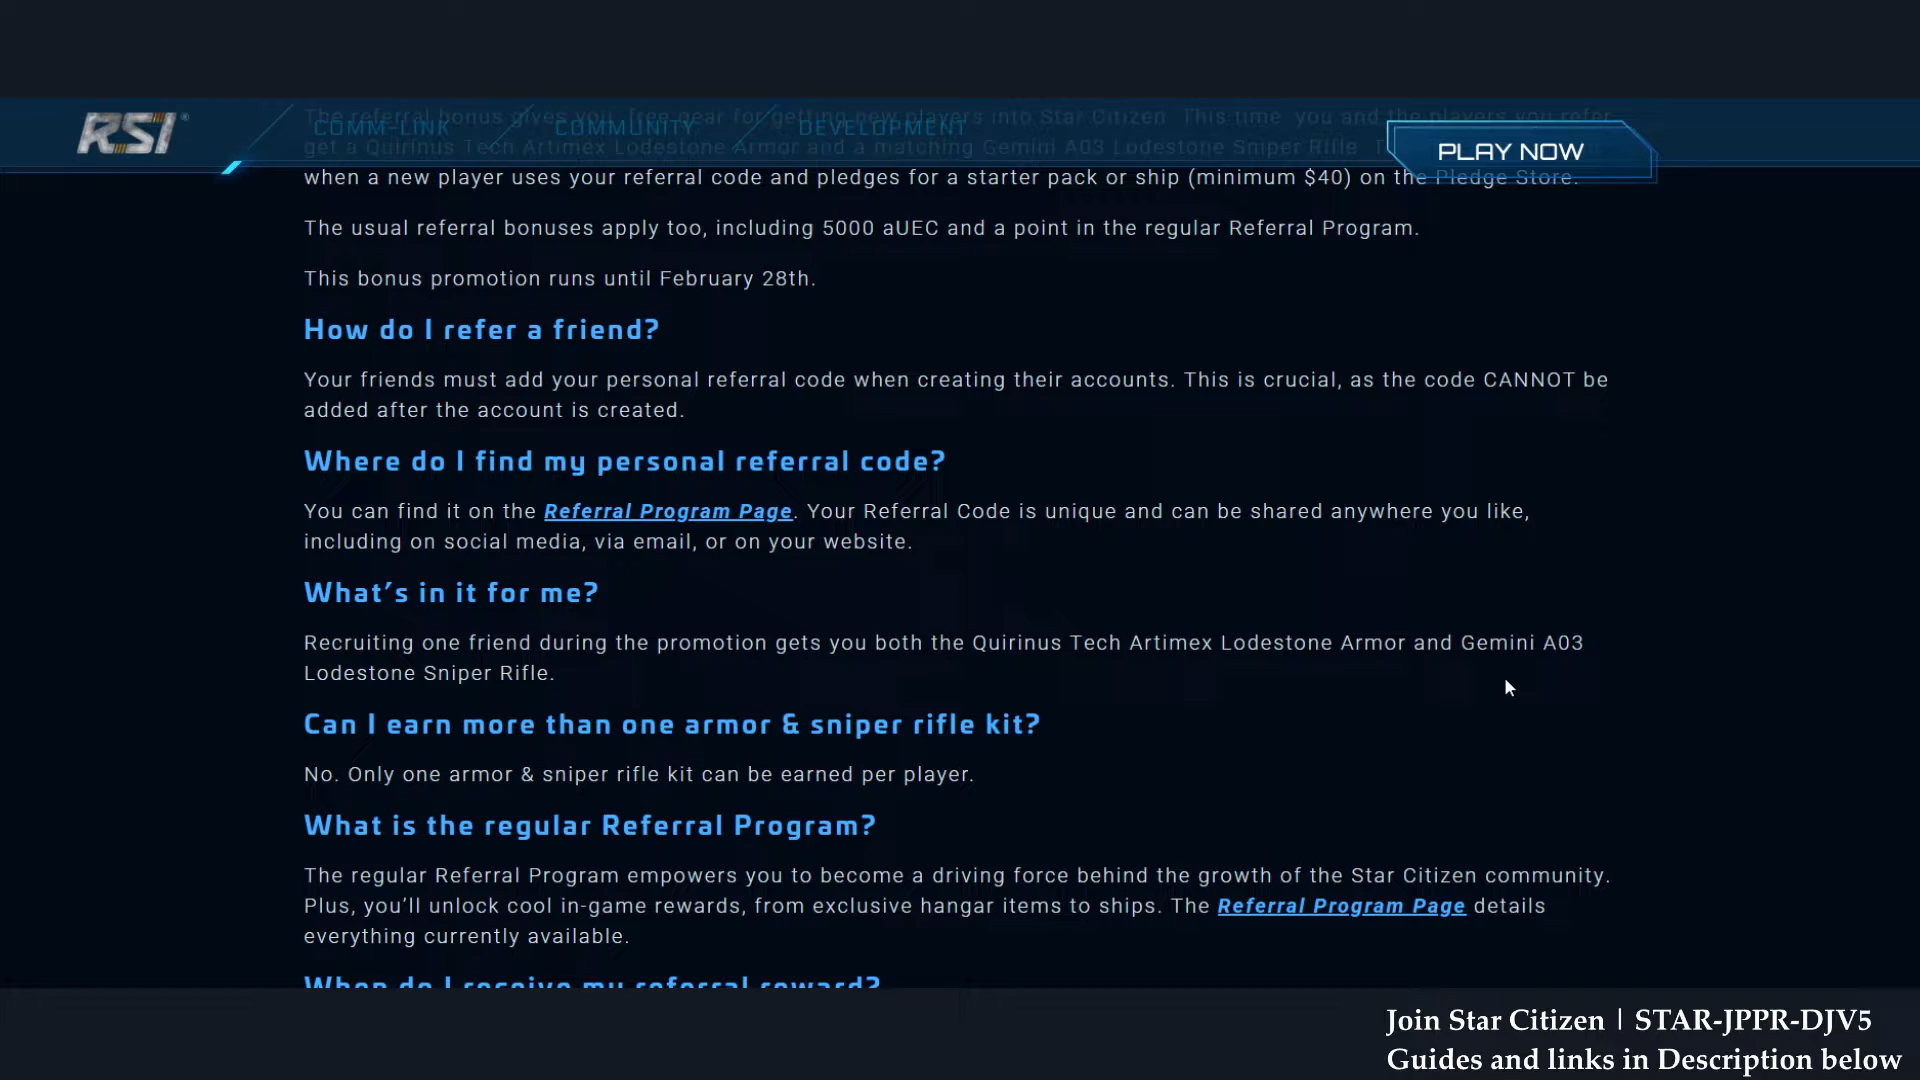 RSI
COMM-LINK
COMMUNITY
DEVELOPMENT
PLAY NOW
The referral bonus gives you free gear for getting new players into Star Citizen. This time you and the players you refer
get a Quirinus Tech Artimex Lodestone Armor and a matching Gemini A03 Lodestone Sniper Rifle
when a new player uses your referral code and pledges for a starter pack or ship (minimum $40) on the Pledge Store.
The usual referral bonuses apply too, including 5000 aUEC and a point in the regular Referral Program.
This bonus promotion runs until February 28th.
How do I refer a friend?
Your friends must add your personal referral code when creating their accounts. This is crucial, as the code CANNOT be
added after the account is created.
Where do I find my personal referral code?
You can find it on the Referral Program Page. Your Referral Code is unique and can be shared anywhere you like,
including on social media, via email, or on your website.
What's in it for me?
Recruiting one friend during the promotion gets you both the Quirinus Tech Artimex Lodestone Armor and Gemini A03
Lodestone Sniper Rifle.
Can I earn more than one armor & sniper rifle kit?
No. Only one armor & sniper rifle kit can be earned per player.
What is the regular Referral Program?
The regular Referral Program empowers you to become a driving force behind the growth of the Star Citizen community.
Plus, you'll unlock cool in-game rewards, from exclusive hangar items to ships. The Referral Program Page details
everything currently available.
When do I receive my referral reward?
Join Star Citizen | STAR-JPPR-DJV5
Guides and links in Description below